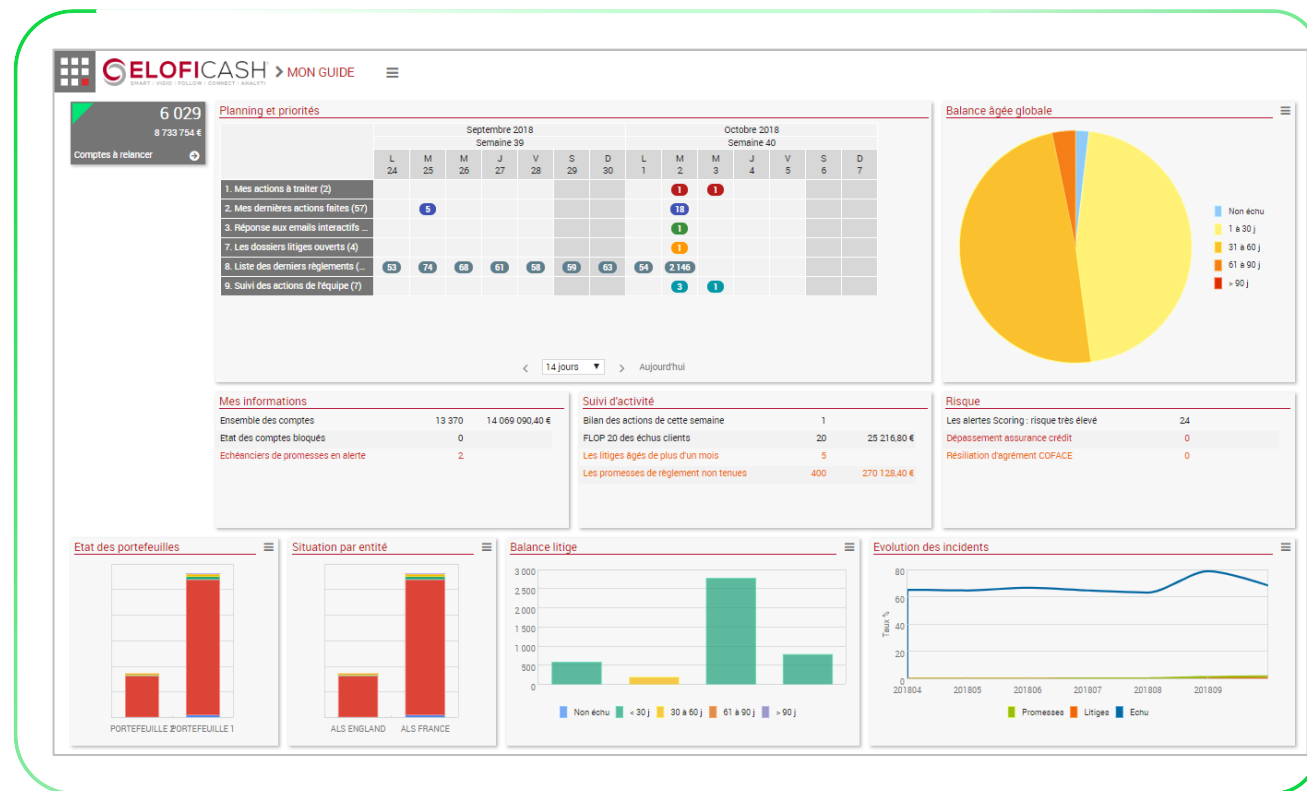 ELOFICASH > MON GUIDE
SMART · VISIO · FOLLOW · CONNECT · ANALYTI
6 029
8 733 754 €
Comptes à relancer
Planning et priorités
Septembre 2018 Octobre 2018
Semaine 39 Semaine 40
L M M J V S D L M M J V S D
24 25 26 27 28 29 30 1 2 3 4 5 6 7
1. Mes actions à traiter (2) 1 1
2. Mes dernières actions faites (57) 5 18
3. Réponse aux emails interactifs ... 1
7. Les dossiers litiges ouverts (4) 1
8. Liste des derniers règlements (... 53 74 68 61 58 59 63 54 2 146
9. Suivi des actions de l'équipe (7) 3 1
< 14 jours ▼ > Aujourd'hui
Balance âgée globale
Non échu
1 à 30 j
31 à 60 j
61 à 90 j
> 90 j
Mes informations
Ensemble des comptes 13 370 14 069 090,40 €
Etat des comptes bloqués 0
Echéanciers de promesses en alerte 2
Suivi d'activité
Bilan des actions de cette semaine 1
FLOP 20 des échus clients 20 25 216,80 €
Les litiges âgés de plus d'un mois 5
Les promesses de règlement non tenues 400 270 128,40 €
Risque
Les alertes Scoring : risque très élevé 24
Dépassement assurance crédit 0
Résiliation d'agrément COFACE 0
Etat des portefeuilles
PORTEFEUILLE 2 PORTEFEUILLE 1
Situation par entité
ALS ENGLAND ALS FRANCE
Balance litige
3 000
2 500
2 000
1 500
1 000
500
0
Non échu < 30 j 30 à 60 j 61 à 90 j > 90 j
Evolution des incidents
Taux %
80
60
40
20
0
201804 201805 201806 201807 201808 201809
Promesses Litiges Echu